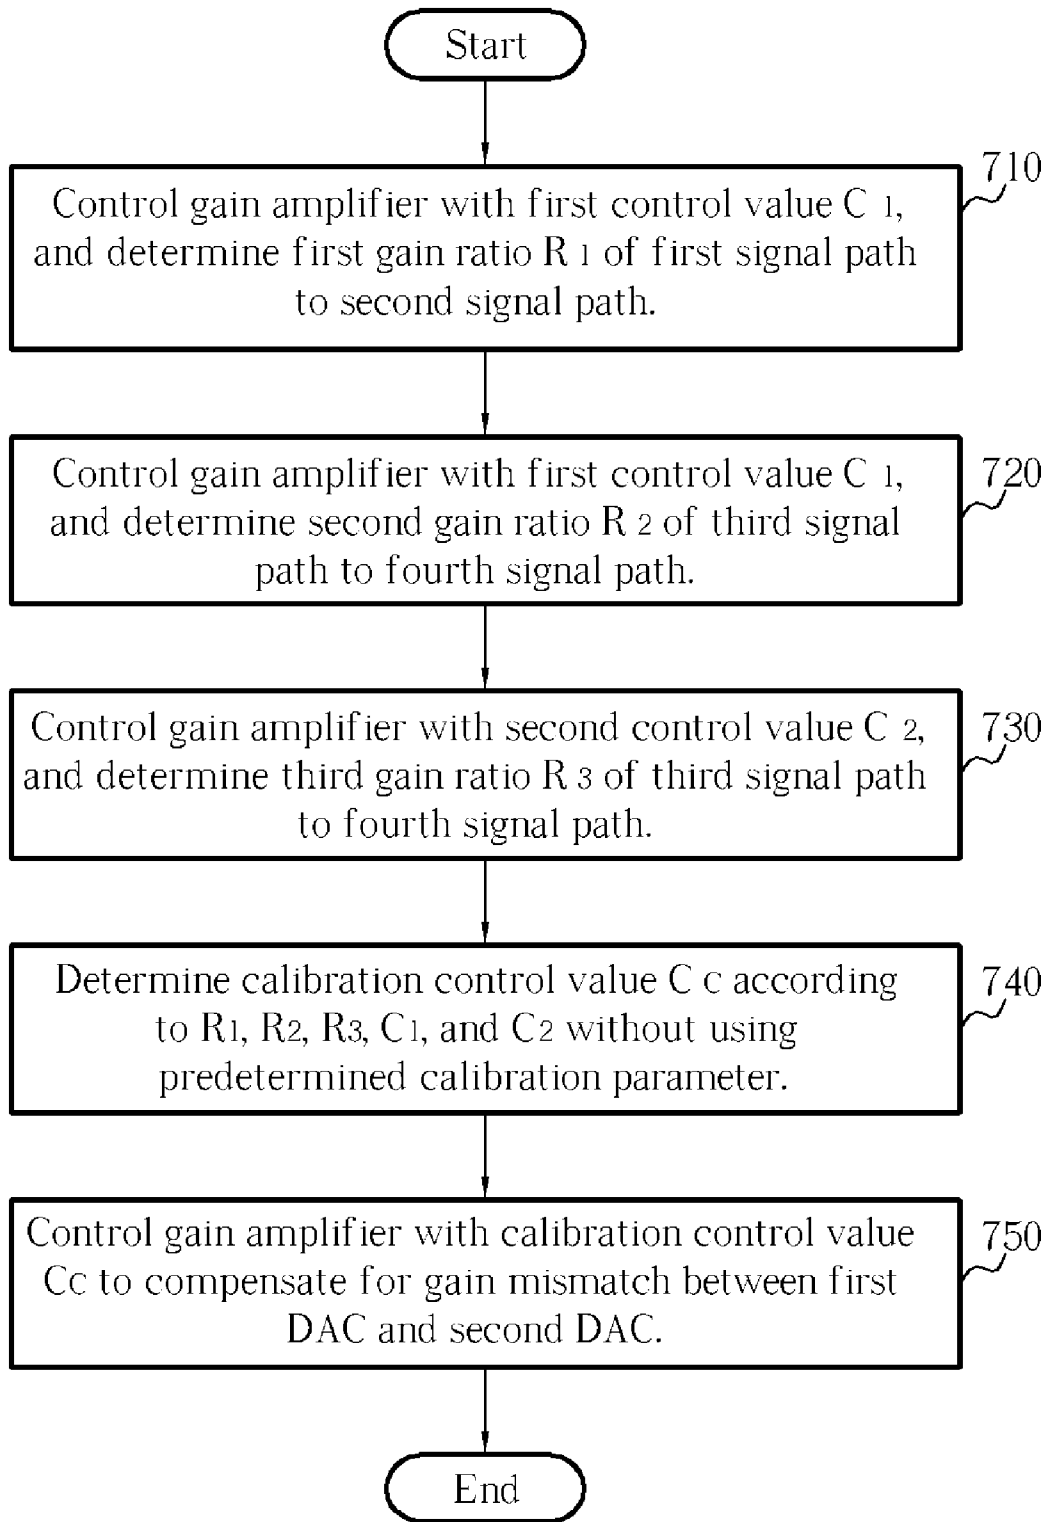 Start
710
Control gain amplifier with first control value C 1,
and determine first gain ratio R 1 of first signal path
to second signal path.
720
Control gain amplifier with first control value C 1,
and determine second gain ratio R 2 of third signal
path to fourth signal path.
730
Control gain amplifier with second control value C 2,
and determine third gain ratio R 3 of third signal path
to fourth signal path.
740
Determine calibration control value C C according
to R1, R2, R3, C1, and C2 without using
predetermined calibration parameter.
750
Control gain amplifier with calibration control value
CC to compensate for gain mismatch between first
DAC and second DAC.
End